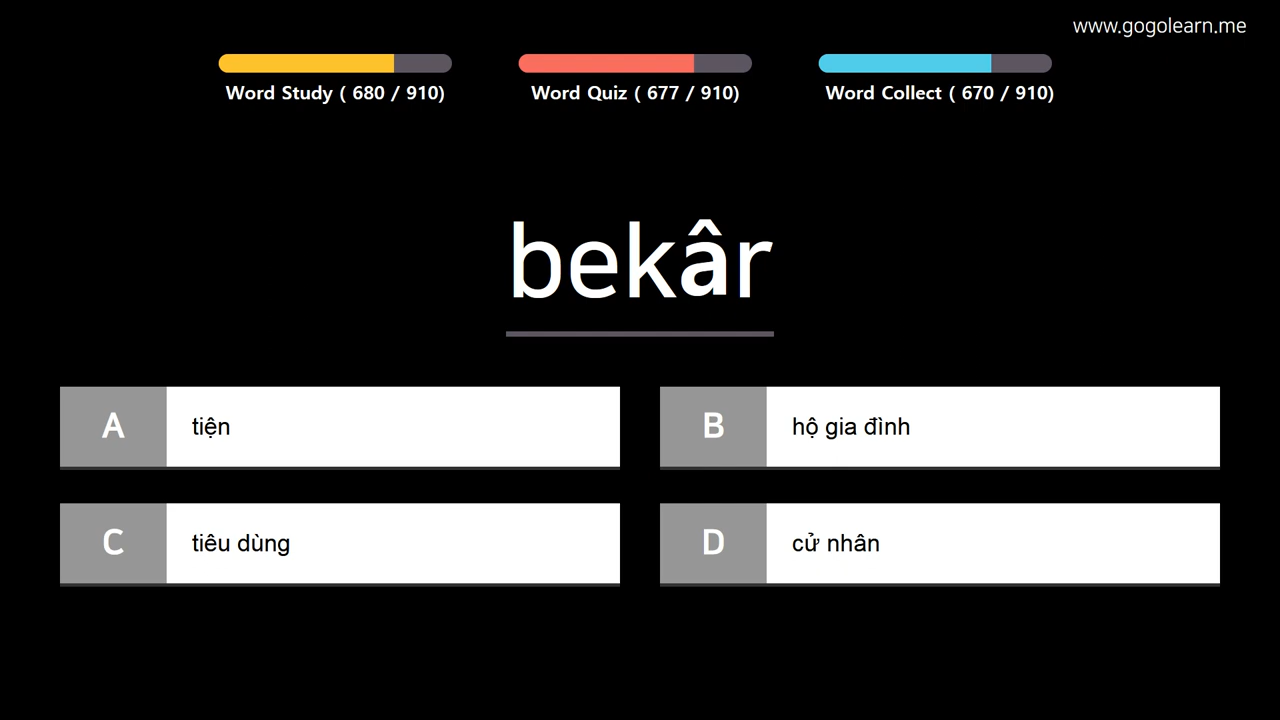 www.gogolearn.me
Word Study ( 680 / 910)
Word Quiz ( 677 / 910)
Word Collect ( 670 / 910)
bekâr
A
tiện
B
hộ gia đình
C
tiêu dùng
D
cử nhân